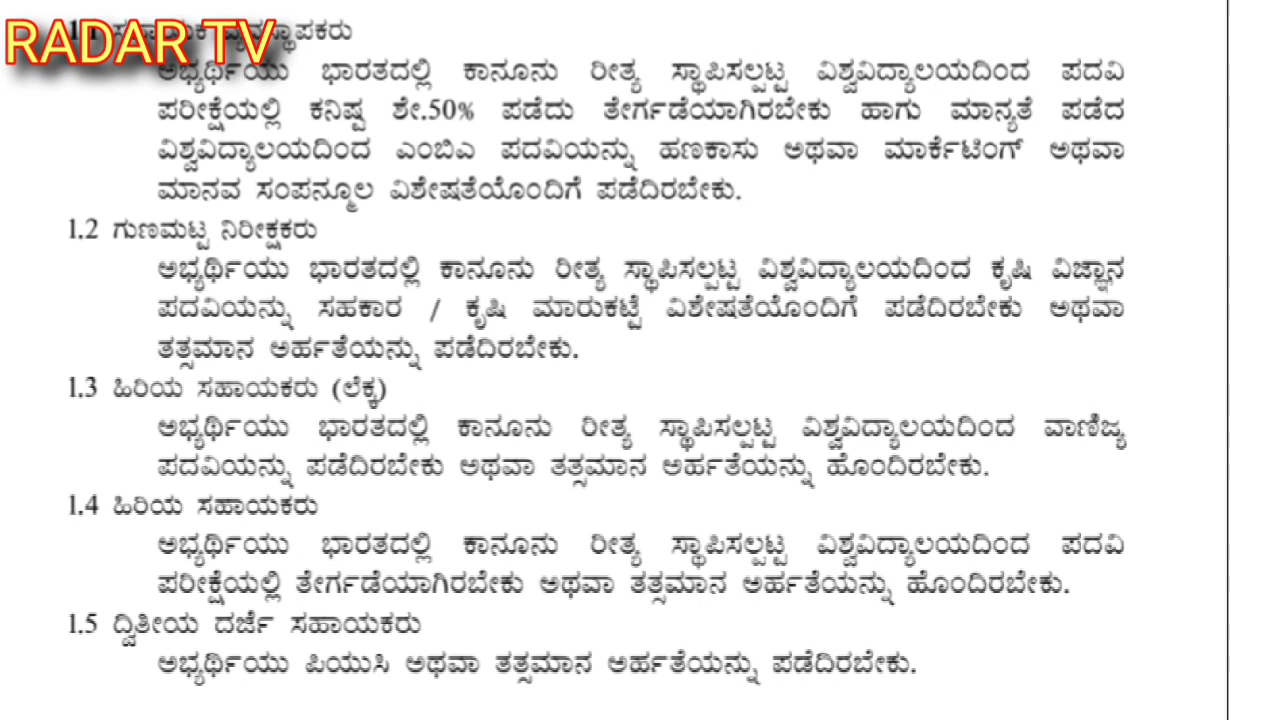 RADAR TV
1.1 ಸಹಾಯಕ ವ್ಯವಸ್ಥಾಪಕರು
ಅಭ್ಯರ್ಥಿಯು ಭಾರತದಲ್ಲಿ ಕಾನೂನು ರೀತ್ಯ ಸ್ಥಾಪಿಸಲ್ಪಟ್ಟ ವಿಶ್ವವಿದ್ಯಾಲಯದಿಂದ ಪದವಿ
ಪರೀಕ್ಷೆಯಲ್ಲಿ ಕನಿಷ್ಟ ಶೇ.50% ಪಡೆದು ತೇರ್ಗಡೆಯಾಗಿರಬೇಕು ಹಾಗು ಮಾನ್ಯತೆ ಪಡೆದ
ವಿಶ್ವವಿದ್ಯಾಲಯದಿಂದ ಎಂಬಿಎ ಪದವಿಯನ್ನು ಹಣಕಾಸು ಅಥವಾ ಮಾರ್ಕೆಟಿಂಗ್ ಅಥವಾ
ಮಾನವ ಸಂಪನ್ಮೂಲ ವಿಶೇಷತೆಯೊಂದಿಗೆ ಪಡೆದಿರಬೇಕು.
1.2 ಗುಣಮಟ್ಟ ನಿರೀಕ್ಷಕರು
ಅಭ್ಯರ್ಥಿಯು ಭಾರತದಲ್ಲಿ ಕಾನೂನು ರೀತ್ಯ ಸ್ಥಾಪಿಸಲ್ಪಟ್ಟ ವಿಶ್ವವಿದ್ಯಾಲಯದಿಂದ ಕೃಷಿ ವಿಜ್ಞಾನ
ಪದವಿಯನ್ನು ಸಹಕಾರ / ಕೃಷಿ ಮಾರುಕಟ್ಟೆ ವಿಶೇಷತೆಯೊಂದಿಗೆ ಪಡೆದಿರಬೇಕು ಅಥವಾ
ತತ್ಸಮಾನ ಅರ್ಹತೆಯನ್ನು ಪಡೆದಿರಬೇಕು.
1.3 ಹಿರಿಯ ಸಹಾಯಕರು (ಲೆಕ್ಕ)
ಅಭ್ಯರ್ಥಿಯು ಭಾರತದಲ್ಲಿ ಕಾನೂನು ರೀತ್ಯ ಸ್ಥಾಪಿಸಲ್ಪಟ್ಟ ವಿಶ್ವವಿದ್ಯಾಲಯದಿಂದ ವಾಣಿಜ್ಯ
ಪದವಿಯನ್ನು ಪಡೆದಿರಬೇಕು ಅಥವಾ ತತ್ಸಮಾನ ಅರ್ಹತೆಯನ್ನು ಹೊಂದಿರಬೇಕು.
1.4 ಹಿರಿಯ ಸಹಾಯಕರು
ಅಭ್ಯರ್ಥಿಯು ಭಾರತದಲ್ಲಿ ಕಾನೂನು ರೀತ್ಯ ಸ್ಥಾಪಿಸಲ್ಪಟ್ಟ ವಿಶ್ವವಿದ್ಯಾಲಯದಿಂದ ಪದವಿ
ಪರೀಕ್ಷೆಯಲ್ಲಿ ತೇರ್ಗಡೆಯಾಗಿರಬೇಕು ಅಥವಾ ತತ್ಸಮಾನ ಅರ್ಹತೆಯನ್ನು ಹೊಂದಿರಬೇಕು.
1.5 ದ್ವಿತೀಯ ದರ್ಜೆ ಸಹಾಯಕರು
ಅಭ್ಯರ್ಥಿಯು ಪಿಯುಸಿ ಅಥವಾ ತತ್ಸಮಾನ ಅರ್ಹತೆಯನ್ನು ಪಡೆದಿರಬೇಕು.